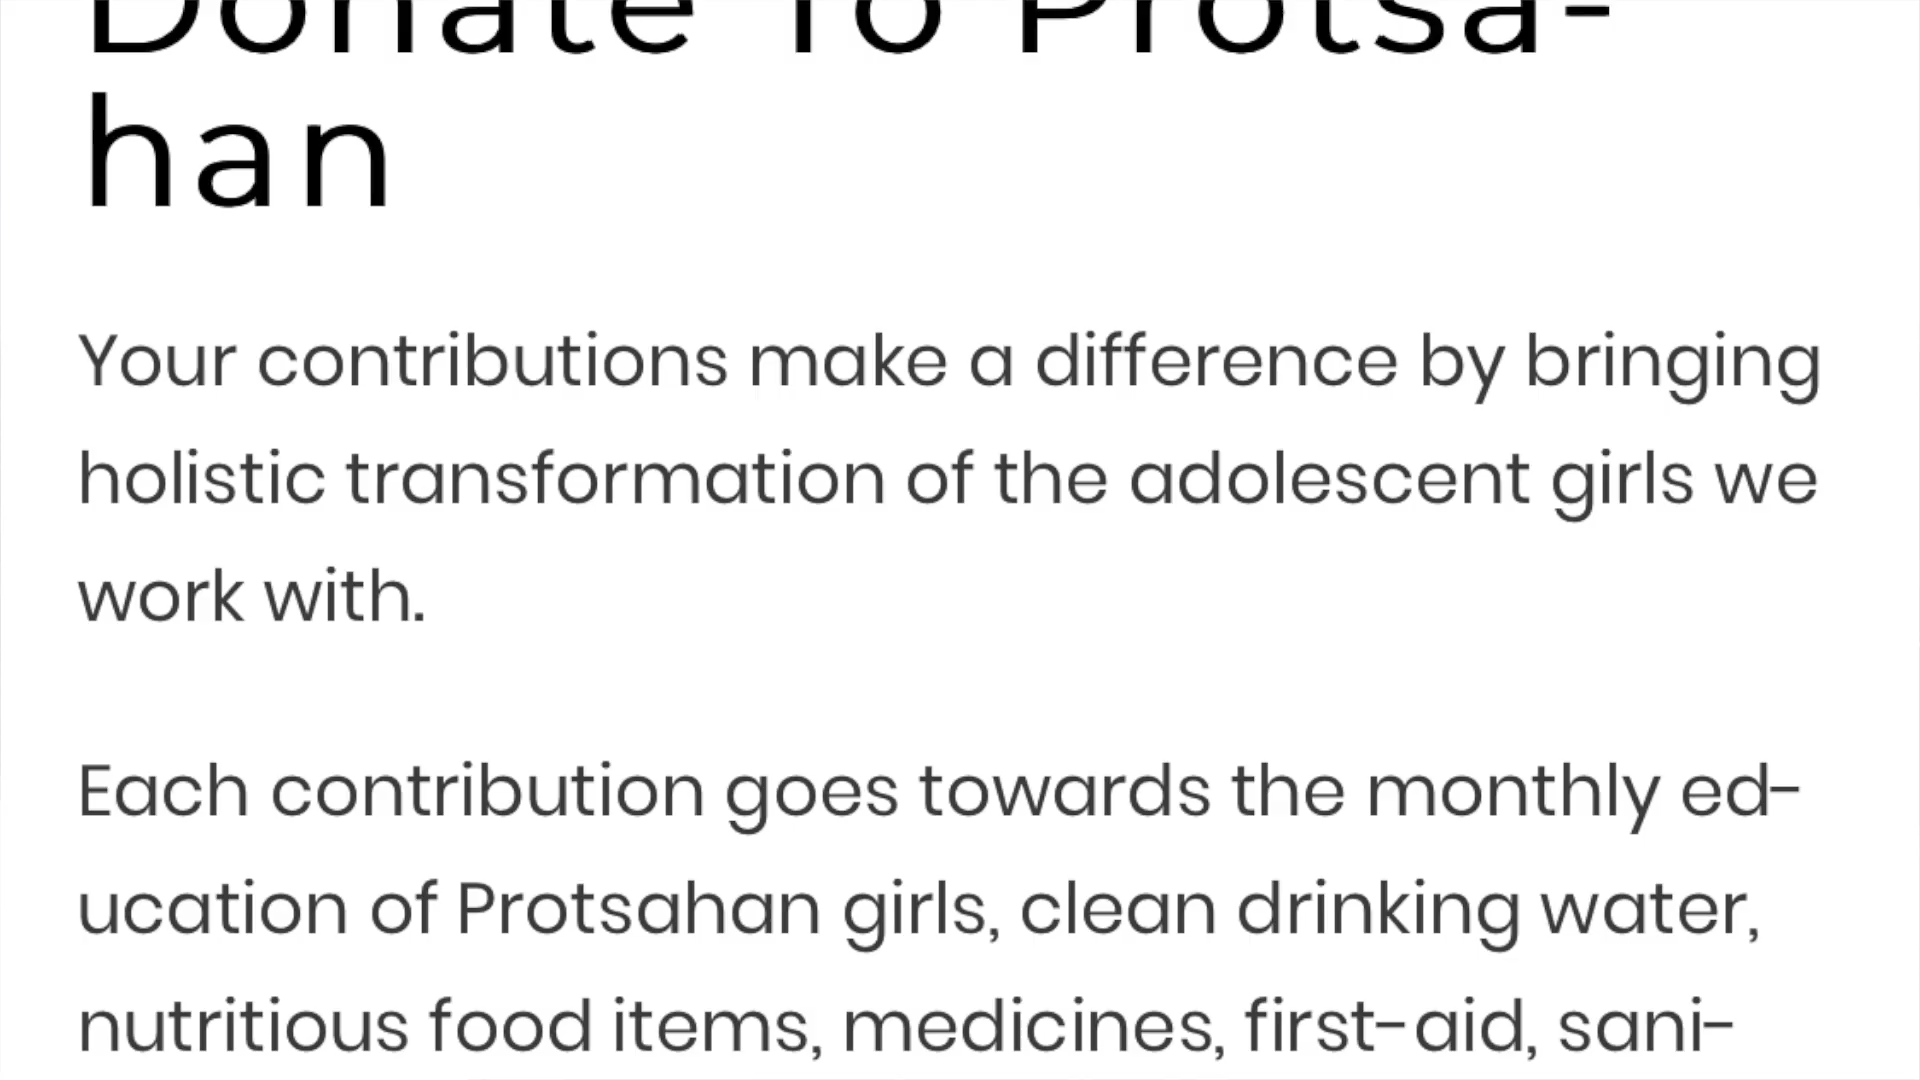 Donate To Protsa-
han
Your contributions make a difference by bringing
holistic transformation of the adolescent girls we
work with.
Each contribution goes towards the monthly ed-
ucation of Protsahan girls, clean drinking water,
nutritious food items, medicines, first-aid, sani-